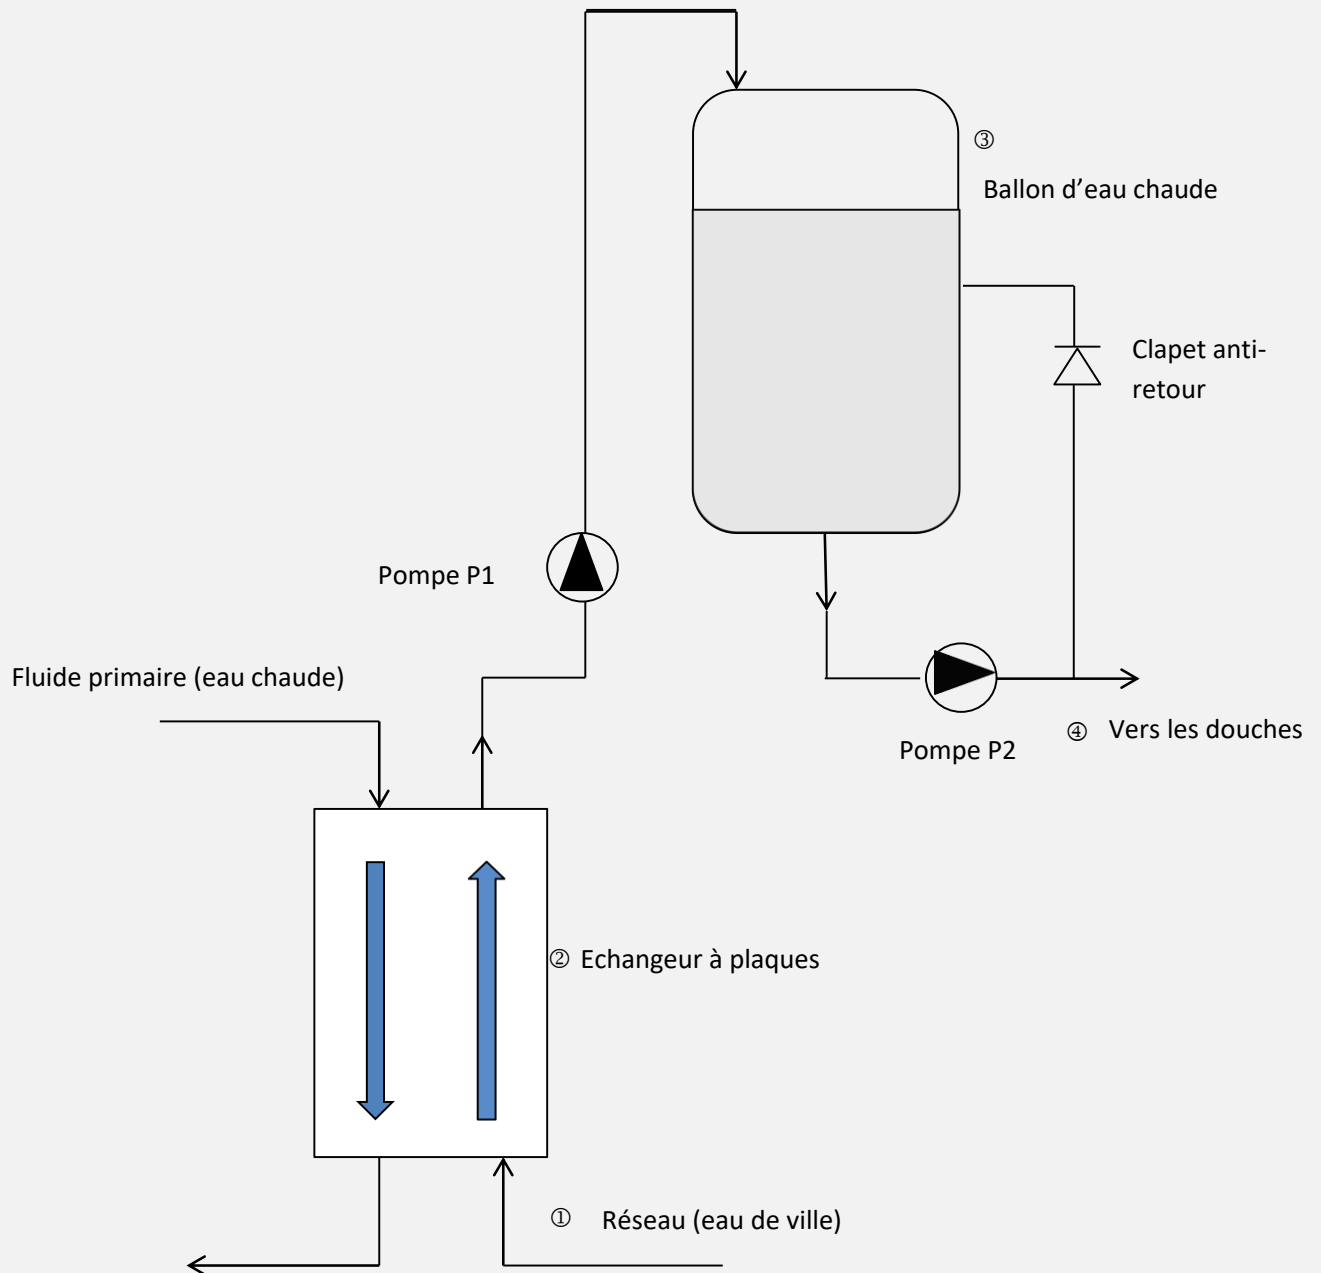 ③
Ballon d’eau chaude
Clapet anti-
retour
Pompe P1
Fluide primaire (eau chaude)
④ Vers les douches
Pompe P2
② Echangeur à plaques
① Réseau (eau de ville)